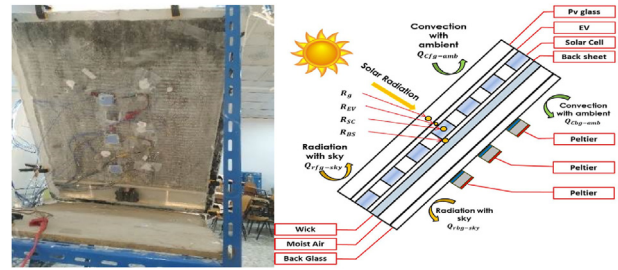 Pv glass
EV
Solar Cell
Back sheet
Convection
with
ambient
Q_Cfg-amb
Solar Radiation
R_g
R_EV
R_SC
R_BS
Convection
with ambient
Q_Cbg-amb
Peltier
Peltier
Peltier
Radiation
with sky
Q_rfg-sky
Radiation with
sky
Q_rbg-sky
Wick
Moist Air
Back Glass